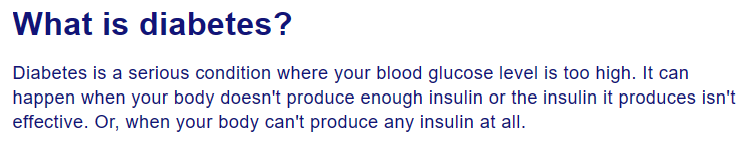 What is diabetes?
Diabetes is a serious condition where your blood glucose level is too high. It can
happen when your body doesn't produce enough insulin or the insulin it produces isn't
effective. Or, when your body can't produce any insulin at all.